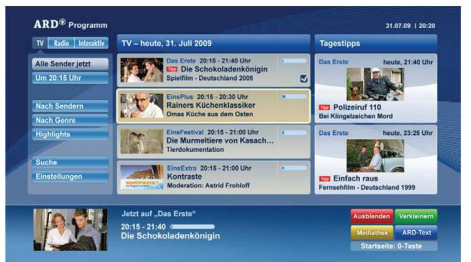 ARD® Programm
31.07.09 | 20:20
TV Radio Interaktiv
Alle Sender jetzt
Um 20:15 Uhr
Nach Sendern
Nach Genre
Highlights
Suche
Einstellungen
TV – heute, 31. Juli 2009
Das Erste 20:15 - 21:40 Uhr
Tipp Die Schokoladenkönigin
Spielfilm - Deutschland 2005
EinsPlus 20:15 - 20:30 Uhr
Rainers Küchenklassiker
Omas Küche aus dem Osten
EinsFestival 20:15 - 21:00 Uhr
Die Murmeltiere von Kasach...
Tierdokumentation
EinsExtra 20:15 - 21:00 Uhr
Kontraste
Moderation: Astrid Frohloff
Tagestipps
Das Erste heute, 21:40 Uhr
Tipp Polizeiruf 110
Bei Klingelzeichen Mord
Das Erste heute, 23:25 Uhr
Tipp Einfach raus
Fernsehfilm - Deutschland 1999
Jetzt auf „Das Erste“
20:15 - 21:40
Die Schokoladenkönigin
Ausblenden Verkleinern
Mediathek ARD-Text
Startseite: 0-Taste